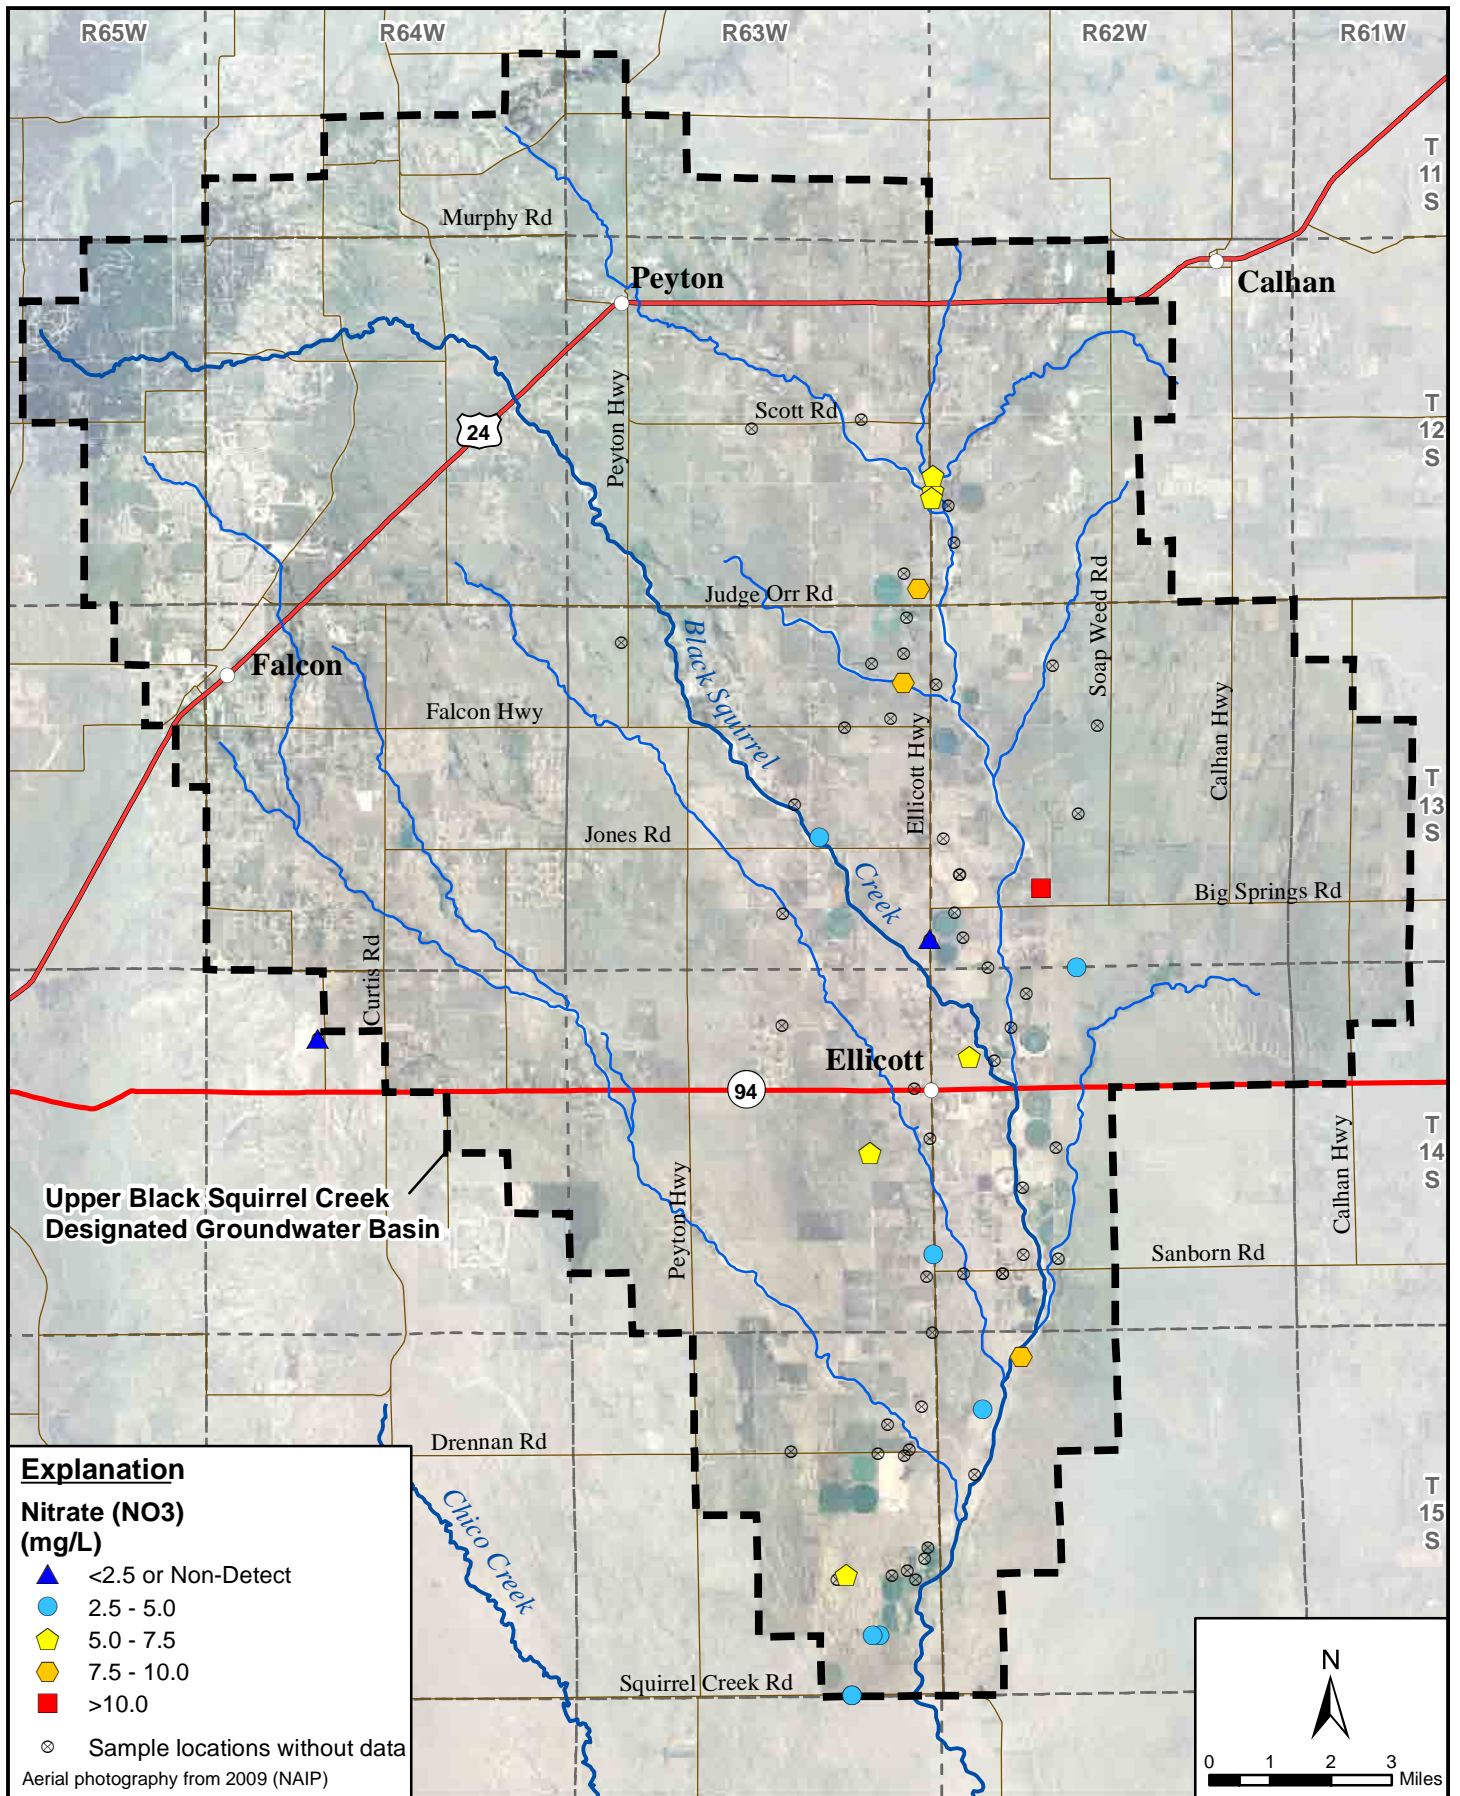 R65W
R64W
R63W
R62W
R61W
T
11
S
Murphy Rd
Peyton
Calhan
24
Peyton Hwy
Scott Rd
T
12
S
Judge Orr Rd
Soap Weed Rd
Black Squirrel
Falcon
Falcon Hwy
Ellicott Hwy
Calhan Hwy
T
13
S
Jones Rd
Creek
Big Springs Rd
Curtis Rd
Ellicott
94
T
14
S
Calhan Hwy
Peyton Hwy
Upper Black Squirrel Creek
Designated Groundwater Basin
Sanborn Rd
Drennan Rd
Chico Creek
T
15
S
Squirrel Creek Rd
Explanation
Nitrate (NO3)
(mg/L)
<2.5 or Non-Detect
2.5 - 5.0
5.0 - 7.5
7.5 - 10.0
>10.0
Sample locations without data
Aerial photography from 2009 (NAIP)
N
0 1 2 3
Miles